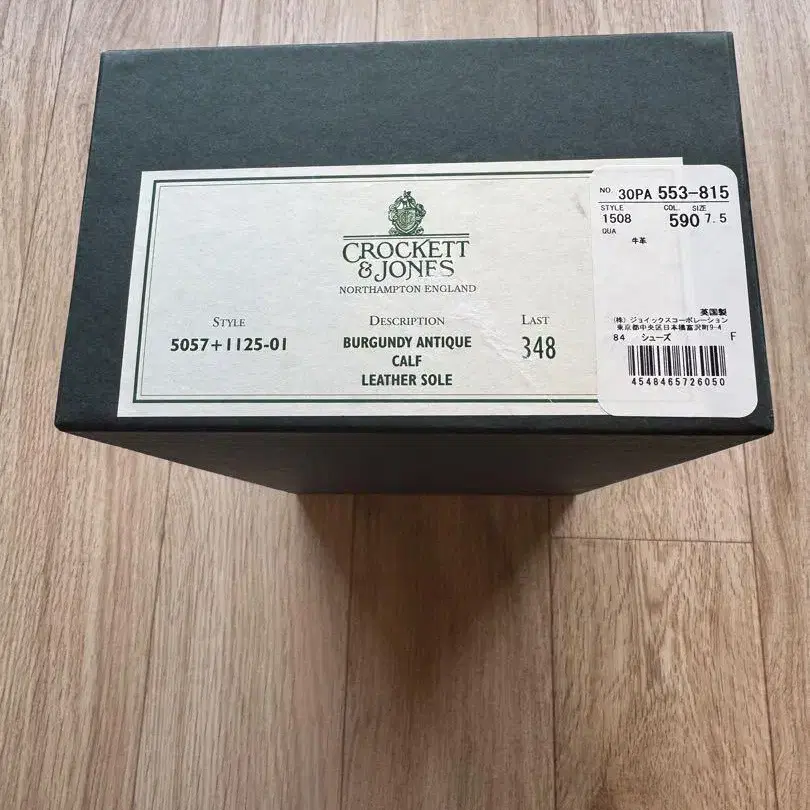 CROCKETT
& JONES
NORTHAMPTON ENGLAND
STYLE
5057+1125-01
DESCRIPTION
BURGUNDY ANTIQUE
CALF
LEATHER SOLE
LAST
348
NO. 30PA 553-815
STYLE COL. SIZE
1508 590 7.5
QUA
牛革
英国製
(株) ジョイックスコーポレーション
東京都中央区日本橋富沢町9-4
84 シューズ F
4548465726050